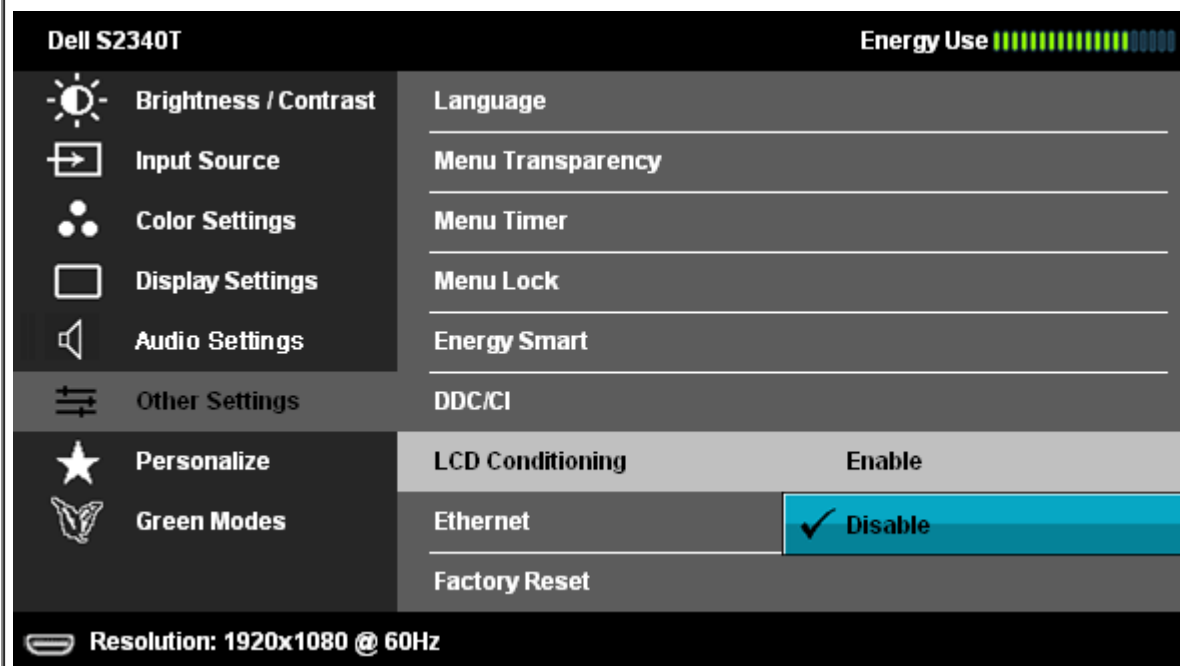 Dell S2340T
Energy Use
Brightness / Contrast
Input Source
Color Settings
Display Settings
Audio Settings
Other Settings
Personalize
Green Modes
Language
Menu Transparency
Menu Timer
Menu Lock
Energy Smart
DDC/CI
LCD Conditioning
Enable
Ethernet
Disable
Factory Reset
Resolution: 1920x1080 @ 60Hz